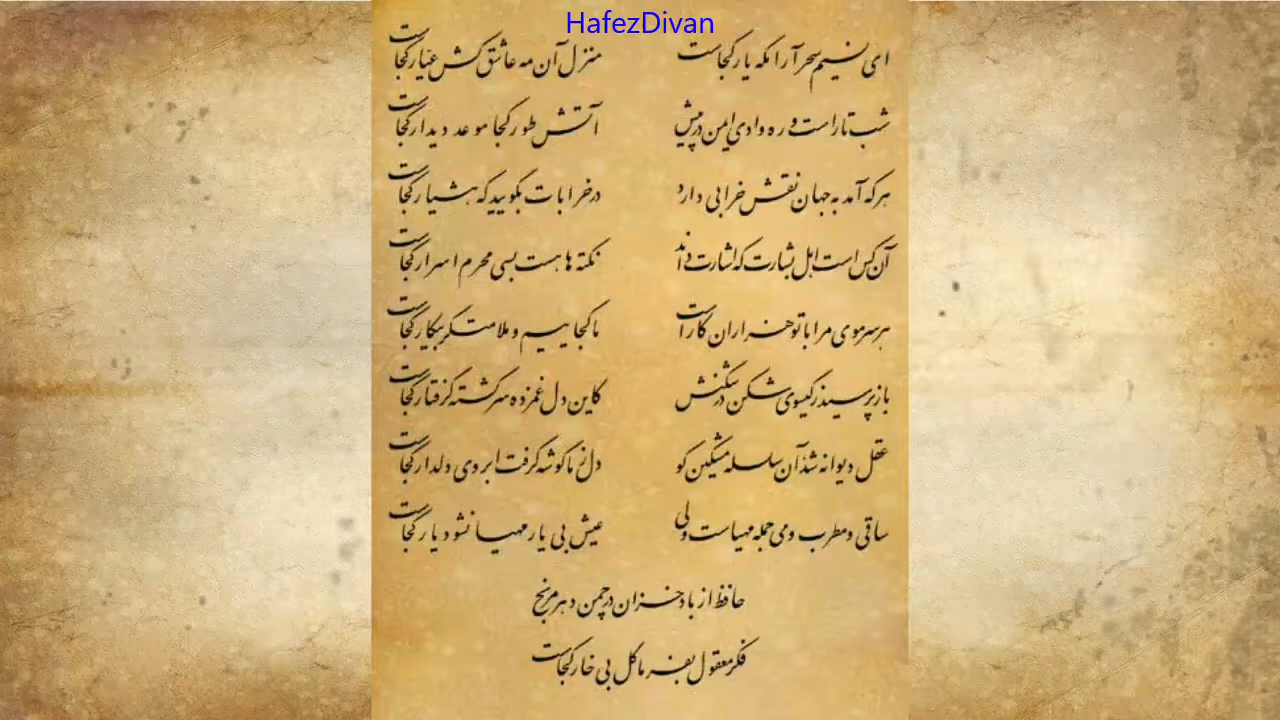 HafezDivan
ای نسیم سحر آرامگه یار کجاست منزل آن مه عاشق کش عیار کجاست
شب تار است و ره وادی ایمن در پیش آتش طور کجا موعد دیدار کجاست
هر که آمد به جهان نقش خرابی دارد در خرابات بگویید که هشیار کجاست
آن کس است اهل بشارت که اشارت داند نکته ها هست بسی محرم اسرار کجاست
هر سر موی مرا با تو هزاران کار است ما کجاییم و ملامتگر بیکار کجاست
باز پرسید ز گیسوی شکن در شکنش کاین دل غمزده سرگشته گرفتار کجاست
عقل دیوانه شد آن سلسله مشکین کو دل ز ما گوشه گرفت ابروی دلدار کجاست
ساقی و مطرب و می جمله مهیاست ولی عیش بی یار مهیا نشود یار کجاست
حافظ از باد خزان در چمن دهر مرنج
فکر معقول بفرما گل بی خار کجاست